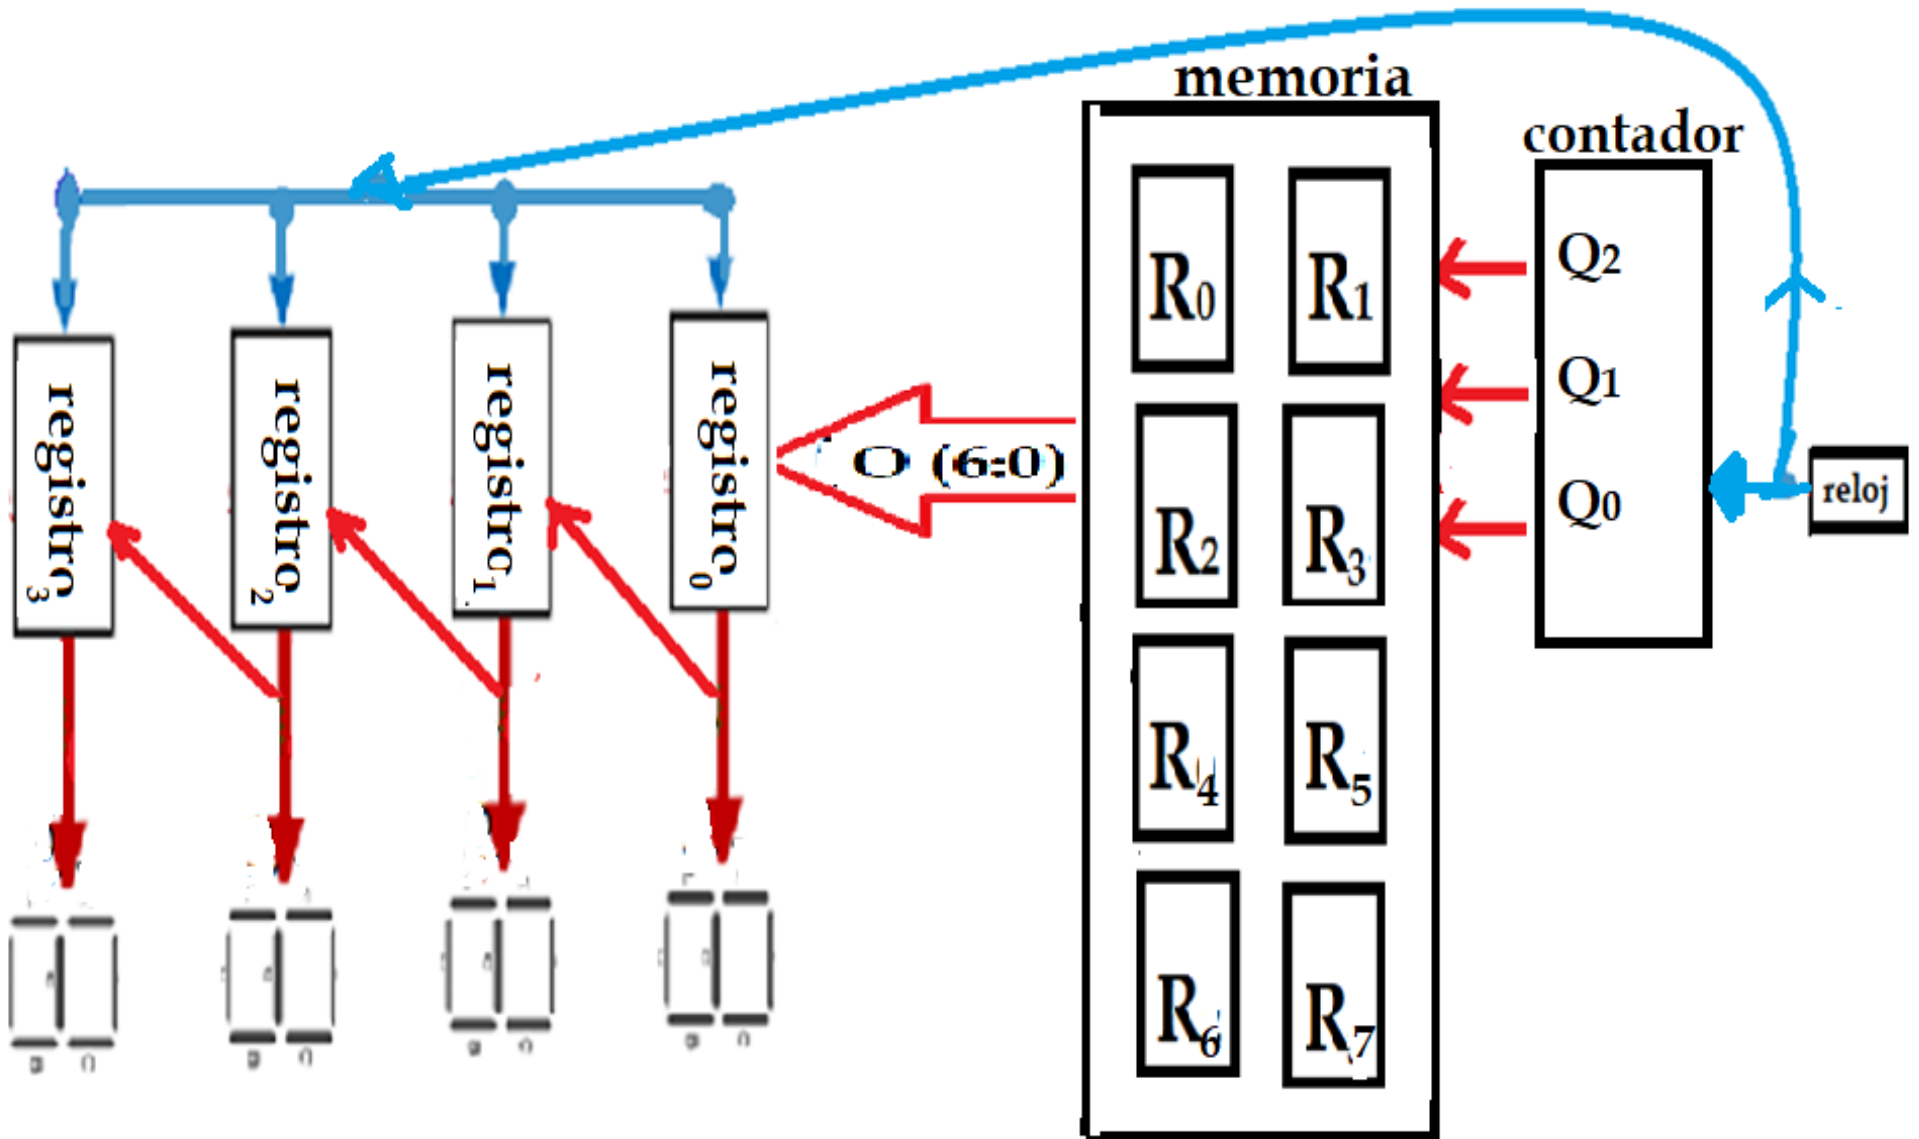 memoria
contador
R0
R1
Q2
Q1
registro0
registro1
registro2
registro3
O (6:0)
Q0
reloj
R2
R3
R4
R5
R6
R7